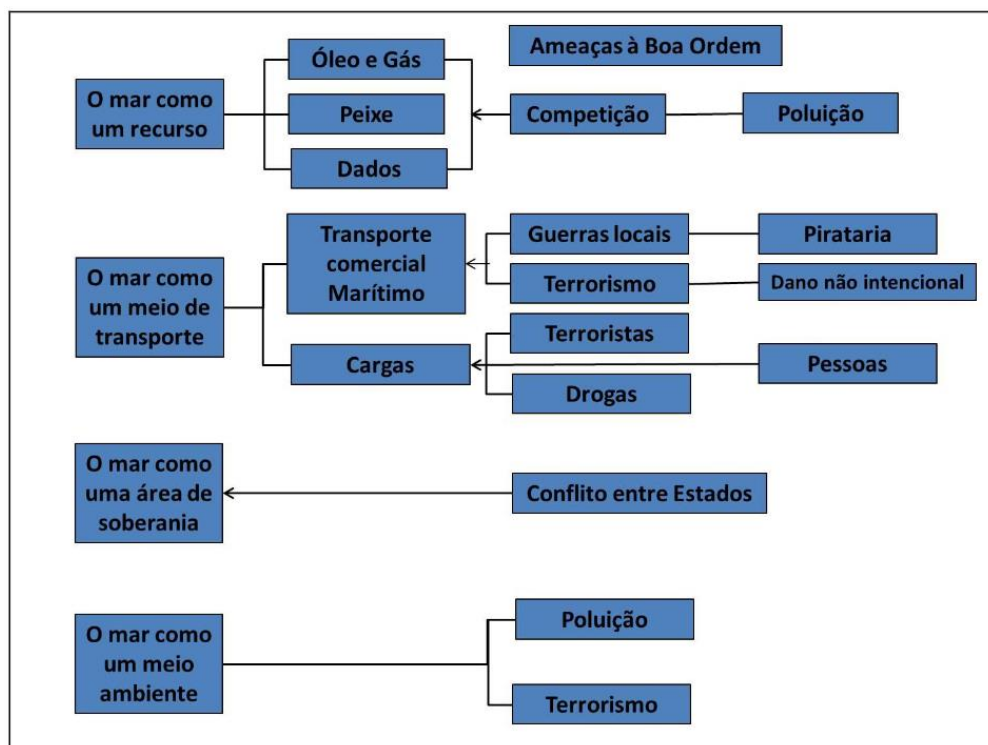 Ameaças à Boa Ordem
O mar como
um recurso
Óleo e Gás
Peixe
Dados
Competição
Poluição
O mar como
um meio de
transporte
Transporte
comercial
Marítimo
Guerras locais
Pirataria
Terrorismo
Dano não intencional
Cargas
Terroristas
Pessoas
Drogas
O mar como
uma área de
soberania
Conflito entre Estados
O mar como
um meio
ambiente
Poluição
Terrorismo